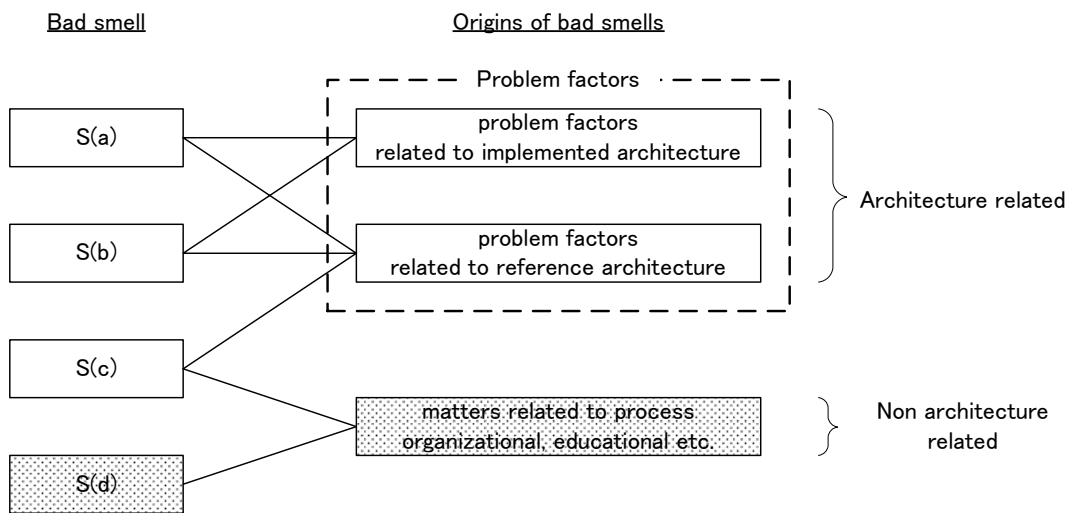 Bad smell
Origins of bad smells
Problem factors
S(a)
problem factors
related to implemented architecture
Architecture related
S(b)
problem factors
related to reference architecture
S(c)
matters related to process
organizational, educational etc.
Non architecture
related
S(d)